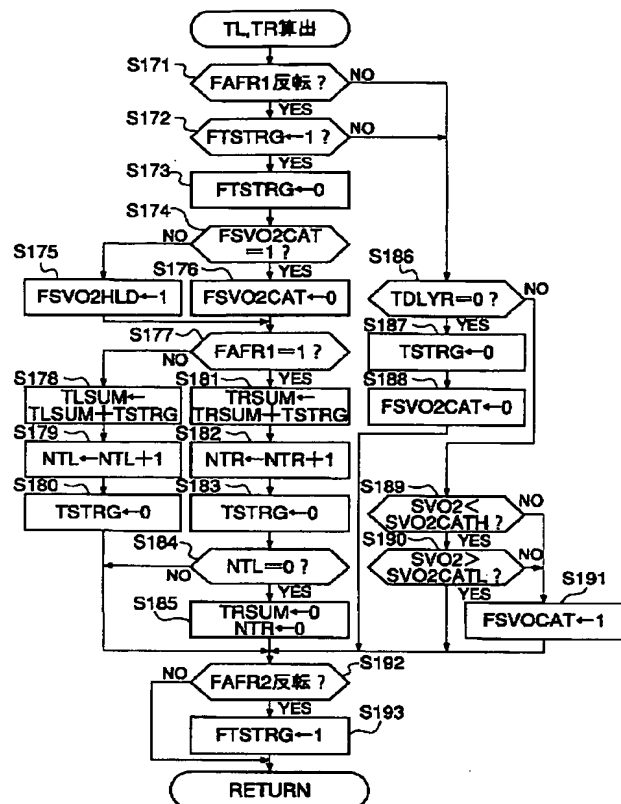 TL,TR算出
S171
FAFR1反転?
NO
YES
S172
FTSTRG←1?
NO
YES
S173
FTSTRG←0
S174
FSVO2CAT
=1?
NO
YES
S175
FSVO2HLD←1
S176
FSVO2CAT←0
S186
TDLYR=0?
NO
YES
S177
FAFR1=1?
NO
YES
S187
TSTRG←0
S178
TLSUM←
TLSUM+TSTRG
S181
TRSUM←
TRSUM+TSTRG
S188
FSVO2CAT←0
S179
NTL←NTL+1
S182
NTR←NTR+1
S180
TSTRG←0
S183
TSTRG←0
S189
SVO2<
SVO2CATH?
NO
YES
S184
NTL=0?
NO
YES
S190
SVO2>
SVO2CATL?
NO
YES
S185
TRSUM←0
NTR←0
S191
FSVOCAT←1
S192
FAFR2反転?
NO
YES
S193
FTSTRG←1
RETURN